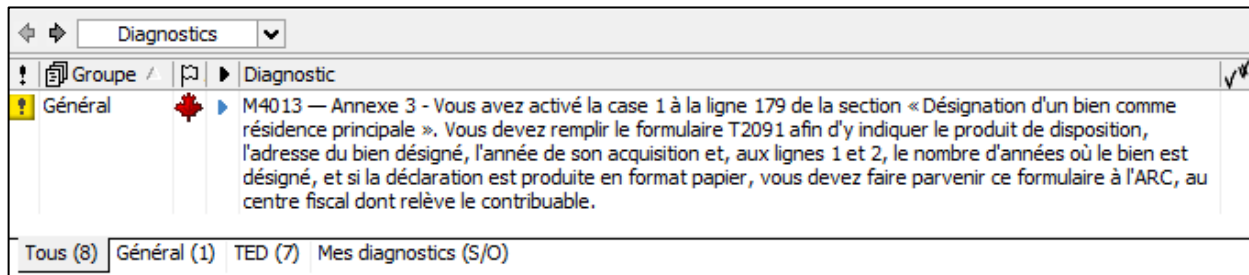 Diagnostics
! Groupe Diagnostic
Général M4013 — Annexe 3 - Vous avez activé la case 1 à la ligne 179 de la section « Désignation d'un bien comme
résidence principale ». Vous devez remplir le formulaire T2091 afin d'y indiquer le produit de disposition,
l'adresse du bien désigné, l'année de son acquisition et, aux lignes 1 et 2, le nombre d'années où le bien est
désigné, et si la déclaration est produite en format papier, vous devez faire parvenir ce formulaire à l'ARC, au
centre fiscal dont relève le contribuable.
Tous (8) Général (1) TED (7) Mes diagnostics (S/O)